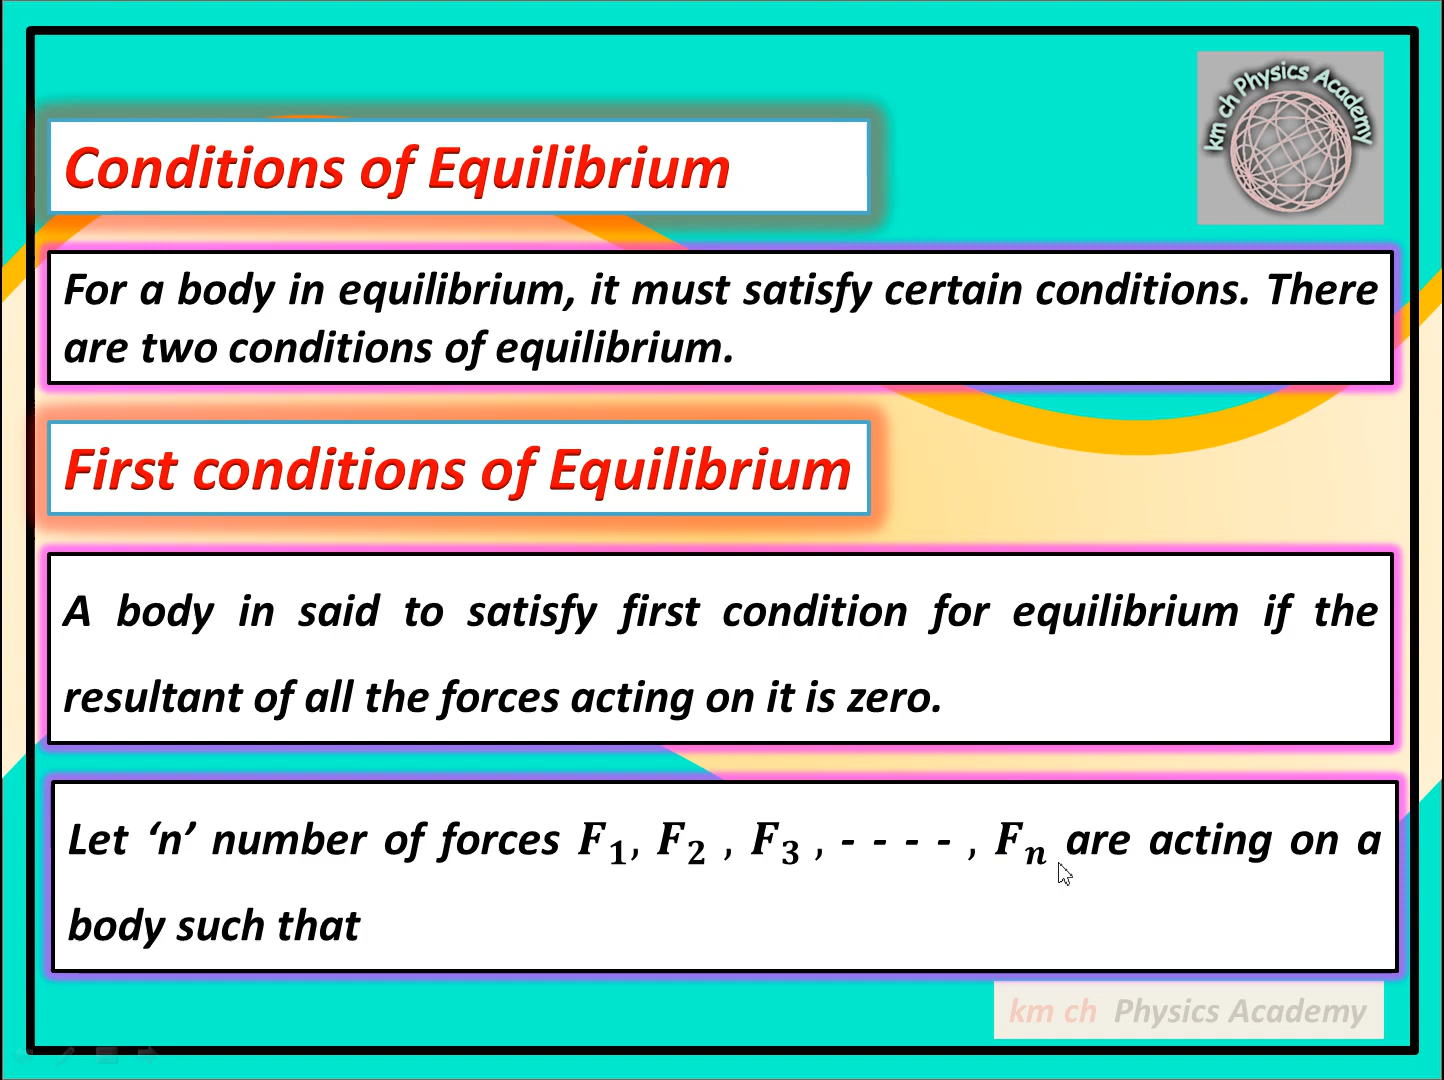 km ch Physics Academy
Conditions of Equilibrium
For a body in equilibrium, it must satisfy certain conditions. There
are two conditions of equilibrium.
First conditions of Equilibrium
A body in said to satisfy first condition for equilibrium if the
resultant of all the forces acting on it is zero.
Let ‘n’ number of forces F₁, F₂ , F₃ , - - - - , Fₙ are acting on a
body such that
km ch Physics Academy